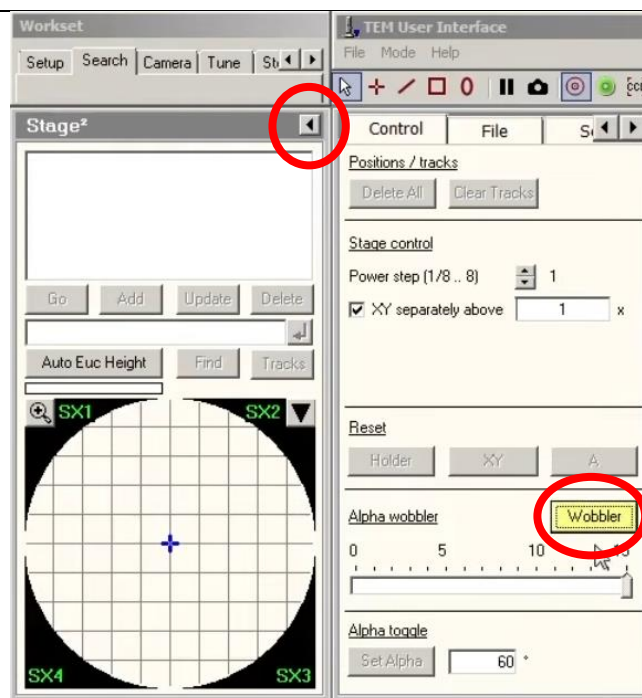 Workset
Setup Search Camera Tune
Stage²
Go Add Update Delete
Auto Euc Height Find Tracks
SX1 SX2
SX4 SX3
TEM User Interface
File Mode Help
Control File
Positions / tracks
Delete All Clear Tracks
Stage control
Power step (1/8 .. 8) 1
XY separately above 1 x
Reset
Holder XY A
Alpha wobbler Wobbler
0 5 10 15
Alpha toggle
Set Alpha 60 °